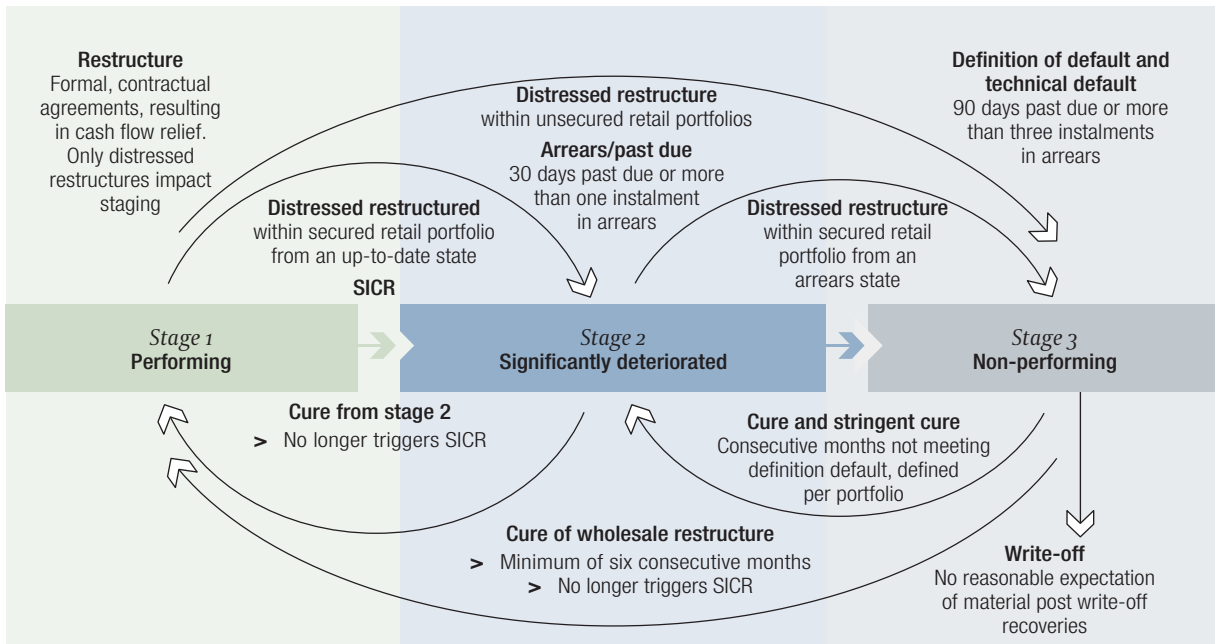 Restructure
Formal, contractual
agreements, resulting
in cash flow relief.
Only distressed
restructures impact
staging
Distressed restructure
within unsecured retail portfolios
Arrears/past due
30 days past due or more
than one instalment
in arrears
Definition of default and
technical default
90 days past due or more
than three instalments
in arrears
Distressed restructured
within secured retail portfolio
from an up-to-date state
SICR
Distressed restructure
within secured retail
portfolio from an
arrears state
Stage 1
Performing
Stage 2
Significantly deteriorated
Stage 3
Non-performing
Cure from stage 2
> No longer triggers SICR
Cure and stringent cure
Consecutive months not meeting
definition default, defined
per portfolio
Cure of wholesale restructure
> Minimum of six consecutive months
> No longer triggers SICR
Write-off
No reasonable expectation
of material post write-off
recoveries